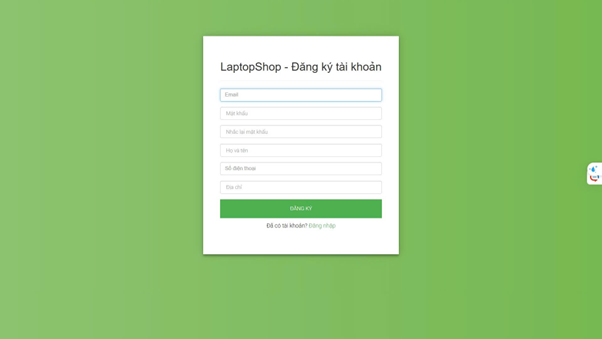 LaptopShop - Đăng ký tài khoản
Email
Mật khẩu
Nhắc lại mật khẩu
Họ và tên
Số điện thoại
Địa chỉ
ĐĂNG KÝ
Đã có tài khoản? Đăng nhập